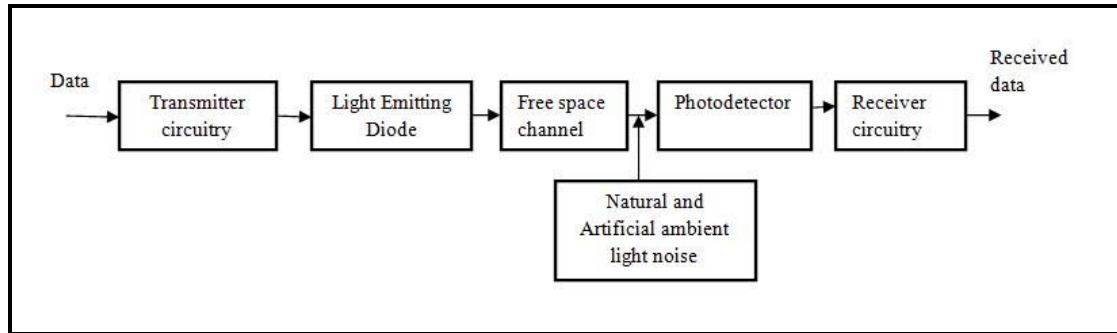 Data
Transmitter
circuitry
Light Emitting
Diode
Free space
channel
Photodetector
Receiver
circuitry
Received
data
Natural and
Artificial ambient
light noise